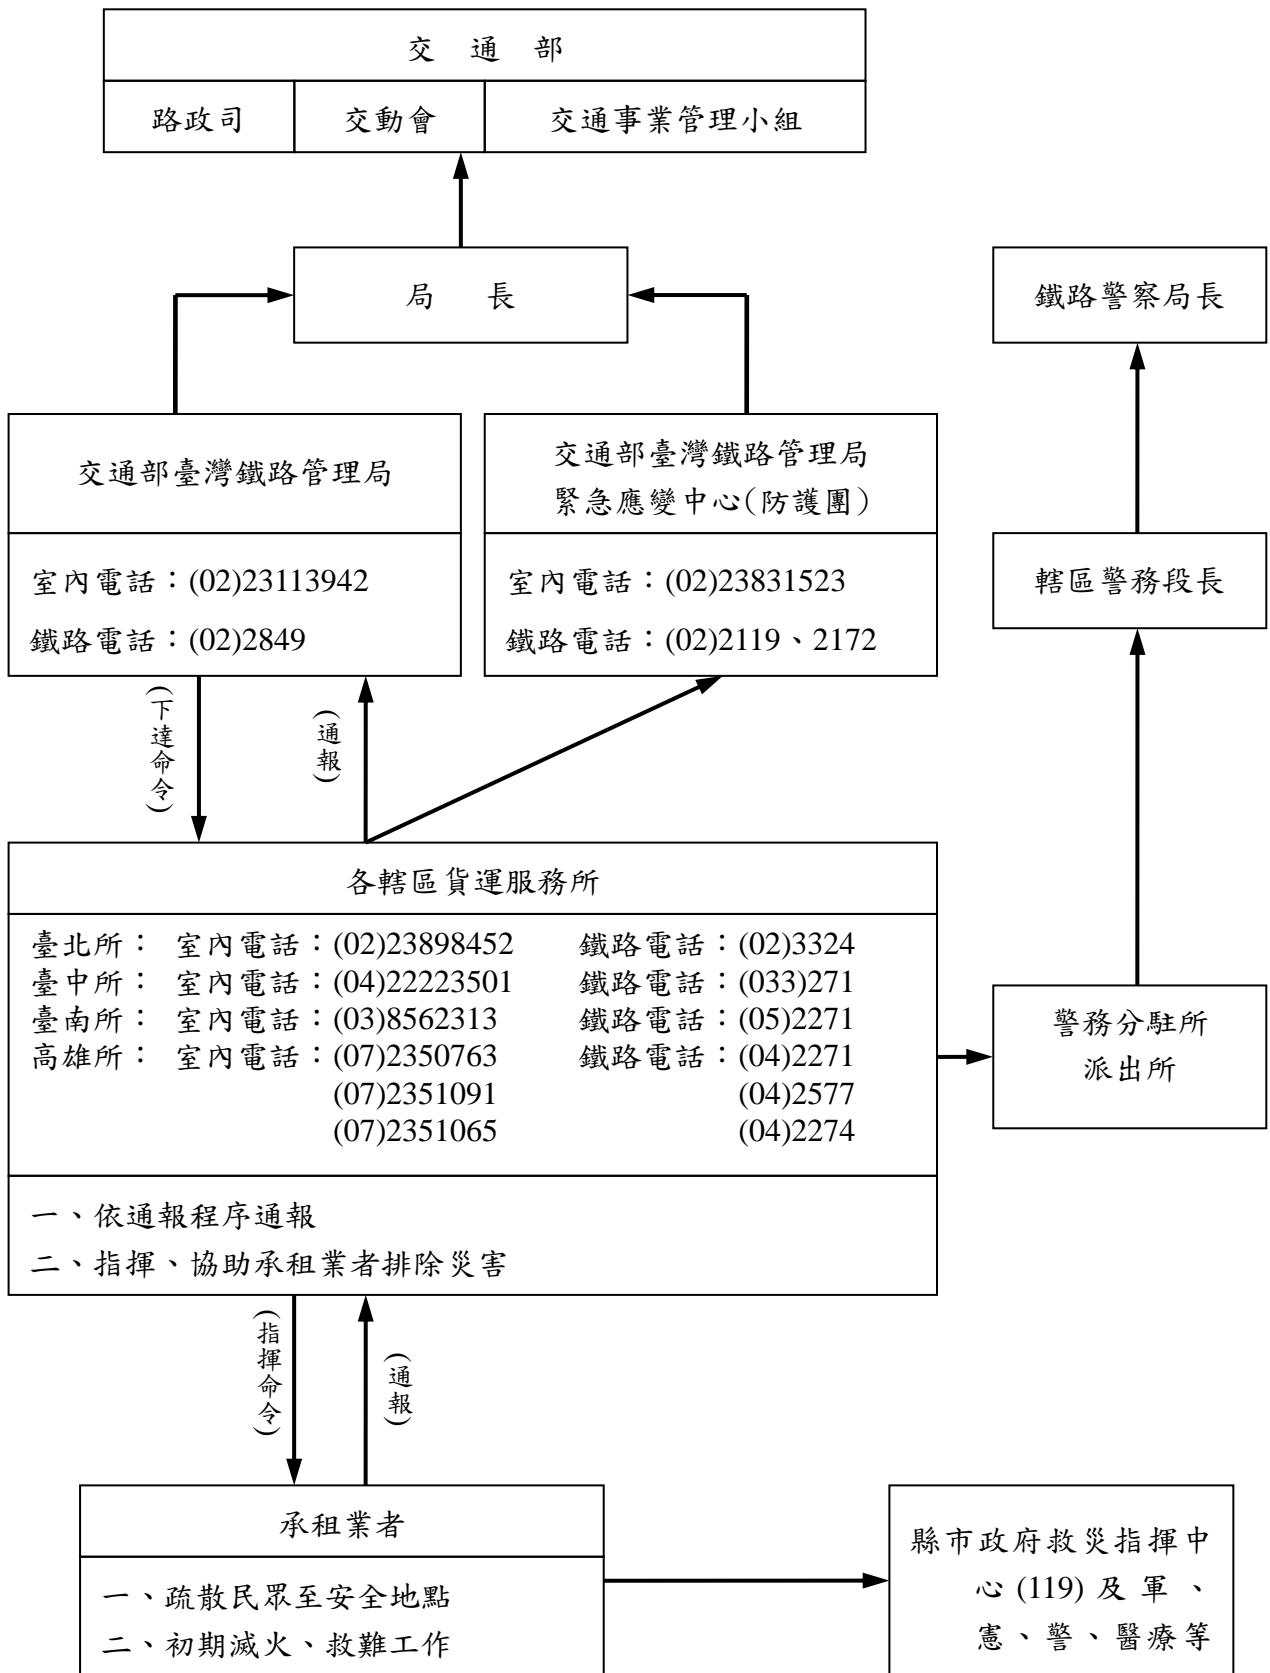 交通部
路政司 交動會 交通事業管理小組
局長
鐵路警察局長
交通部臺灣鐵路管理局
室內電話：(02)23113942
鐵路電話：(02)2849
交通部臺灣鐵路管理局
緊急應變中心(防護團)
室內電話：(02)23831523
鐵路電話：(02)2119、2172
轄區警務段長
(下達命令)
(通報)
各轄區貨運服務所
臺北所： 室內電話：(02)23898452 鐵路電話：(02)3324
臺中所： 室內電話：(04)22223501 鐵路電話：(033)271
臺南所： 室內電話：(03)8562313 鐵路電話：(05)2271
高雄所： 室內電話：(07)2350763 鐵路電話：(04)2271
(07)2351091 (04)2577
(07)2351065 (04)2274
一、依通報程序通報
二、指揮、協助承租業者排除災害
警務分駐所
派出所
(指揮命令)
(通報)
承租業者
一、疏散民眾至安全地點
二、初期滅火、救難工作
縣市政府救災指揮中
心(119)及軍、
憲、警、醫療等